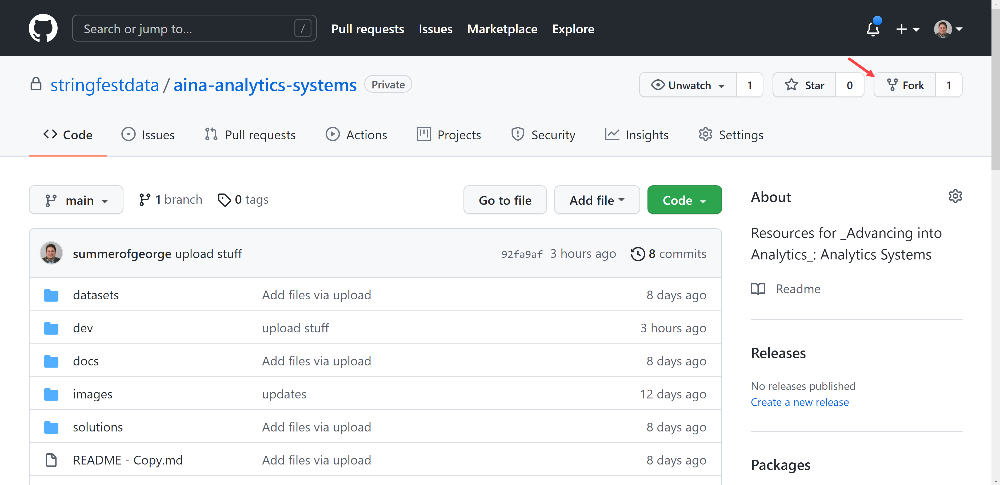 Search or jump to... /
Pull requests Issues Marketplace Explore
stringfestdata / aina-analytics-systems Private
Unwatch 1 Star 0 Fork 1
Code Issues Pull requests Actions Projects Security Insights Settings
main 1 branch 0 tags
Go to file Add file Code
summerofgeorge upload stuff 92fa9af 3 hours ago 8 commits
datasets Add files via upload 8 days ago
dev upload stuff 3 hours ago
docs Add files via upload 8 days ago
images updates 12 days ago
solutions Add files via upload 8 days ago
README - Copy.md Add files via upload 8 days ago
About
Resources for _Advancing into
Analytics_: Analytics Systems
Readme
Releases
No releases published
Create a new release
Packages